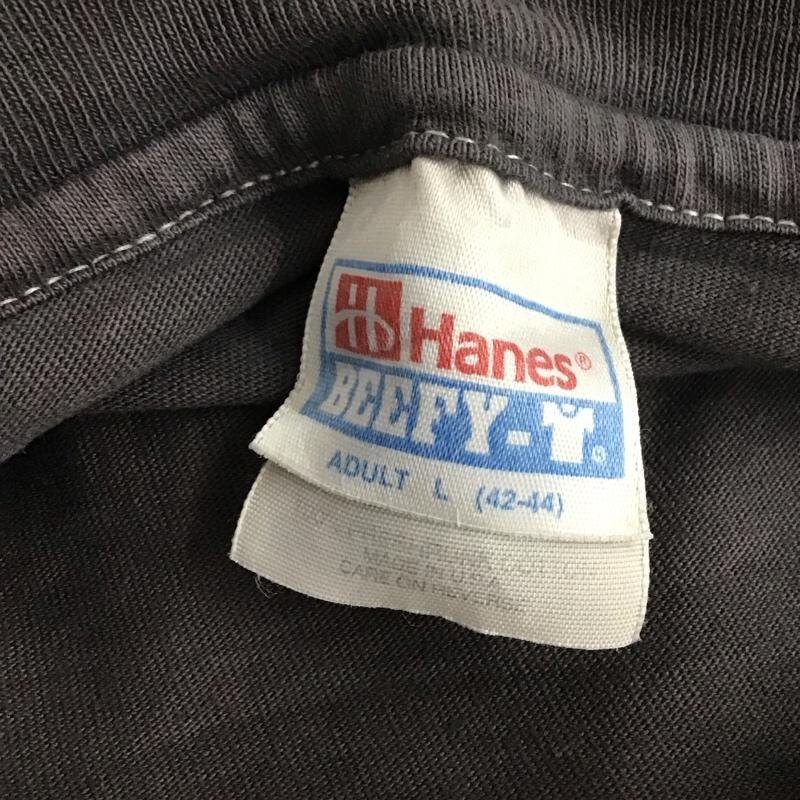 Hanes®
BEEFY-T®
ADULT L (42-44)
MADE IN U.S.A.
CARE ON REVERSE